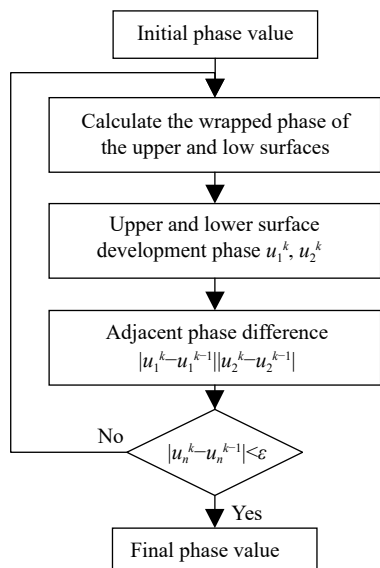 Initial phase value
Calculate the wrapped phase of
the upper and low surfaces
Upper and lower surface
development phase u₁ᵏ, u₂ᵏ
Adjacent phase difference
|u₁ᵏ–u₁ᵏ⁻¹||u₂ᵏ–u₂ᵏ⁻¹|
No
|uₙᵏ–uₙᵏ⁻¹|<ε
Yes
Final phase value